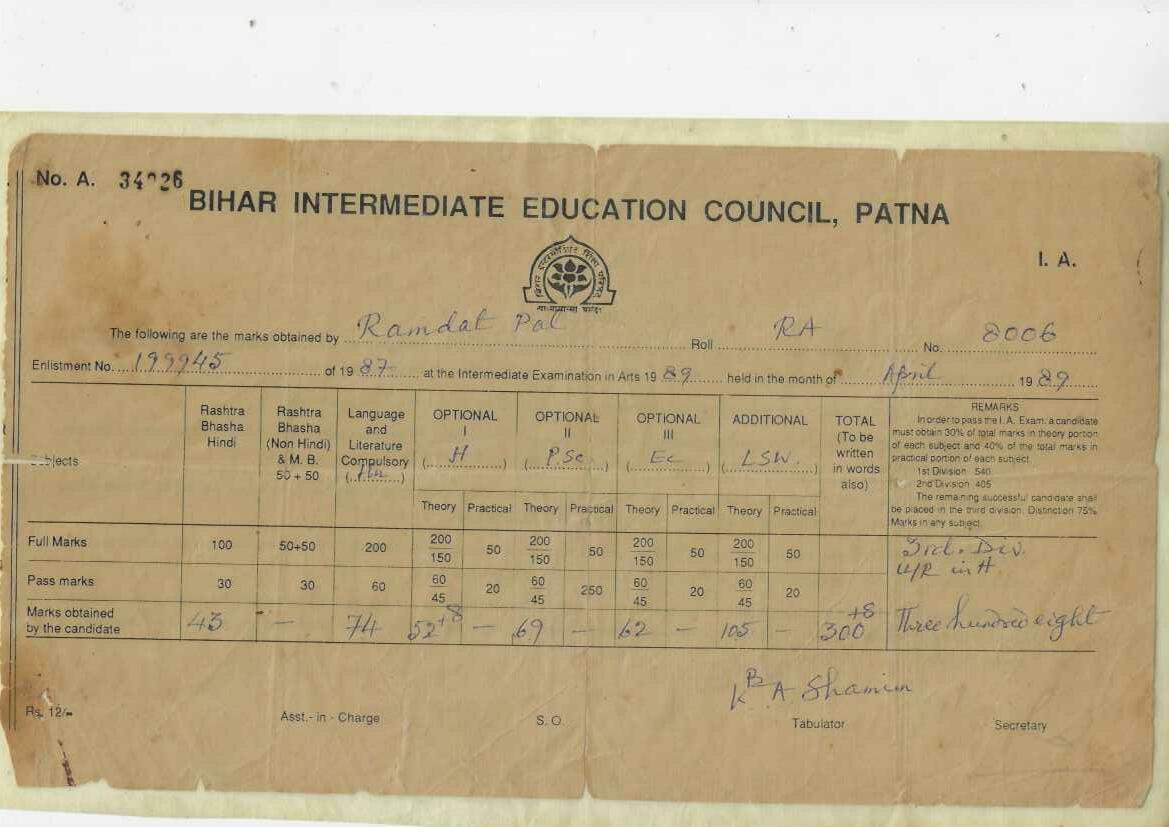 No. A. 34026
BIHAR INTERMEDIATE EDUCATION COUNCIL, PATNA
I. A.
The following are the marks obtained by Ramdat Pal Roll RA No. 8006
Enlistment No. 199945 of 1987 at the Intermediate Examination in Arts 1989 held in the month of April 1989
Subjects
Rashtra Bhasha Hindi
Rashtra Bhasha (Non Hindi) & M. B. 50 + 50
Language and Literature Compulsory
OPTIONAL I (H)
OPTIONAL II (P.Sc.)
OPTIONAL III (Ec)
ADDITIONAL (LSW)
TOTAL (To be written in words also)
REMARKS
In order to pass the I.A. Exam. a candidate
must obtain 30% of total marks in theory portion
of each subject and 40% of the total marks in
practical portion of each subject.
1st Division 540
2nd Division 405
The remaining successful candidate shall
be placed in the third division. Distinction 75%
Marks in any subject.
Theory Practical Theory Practical Theory Practical Theory Practical
Full Marks 100 50+50 200 200/150 50 200/150 50 200/150 50 200/150 50 3rd. Div.
U/R in H
Pass marks 30 30 60 60/45 20 60/45 250 60/45 20 60/45 20
Marks obtained by the candidate 43 — 74 52+8 — 69 — 62 — 105 — 300+8 Three hundred eight
K B A Shamim
Rs. 12/- Asst.- in - Charge S. O. Tabulator Secretary